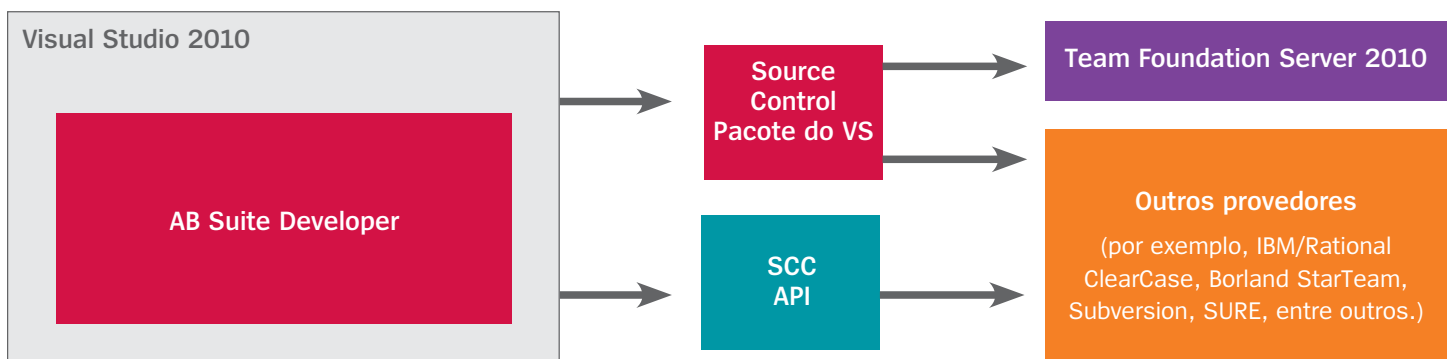 Visual Studio 2010
AB Suite Developer
Source
Control
Pacote do VS
SCC
API
Team Foundation Server 2010
Outros provedores
(por exemplo, IBM/Rational
ClearCase, Borland StarTeam,
Subversion, SURE, entre outros.)